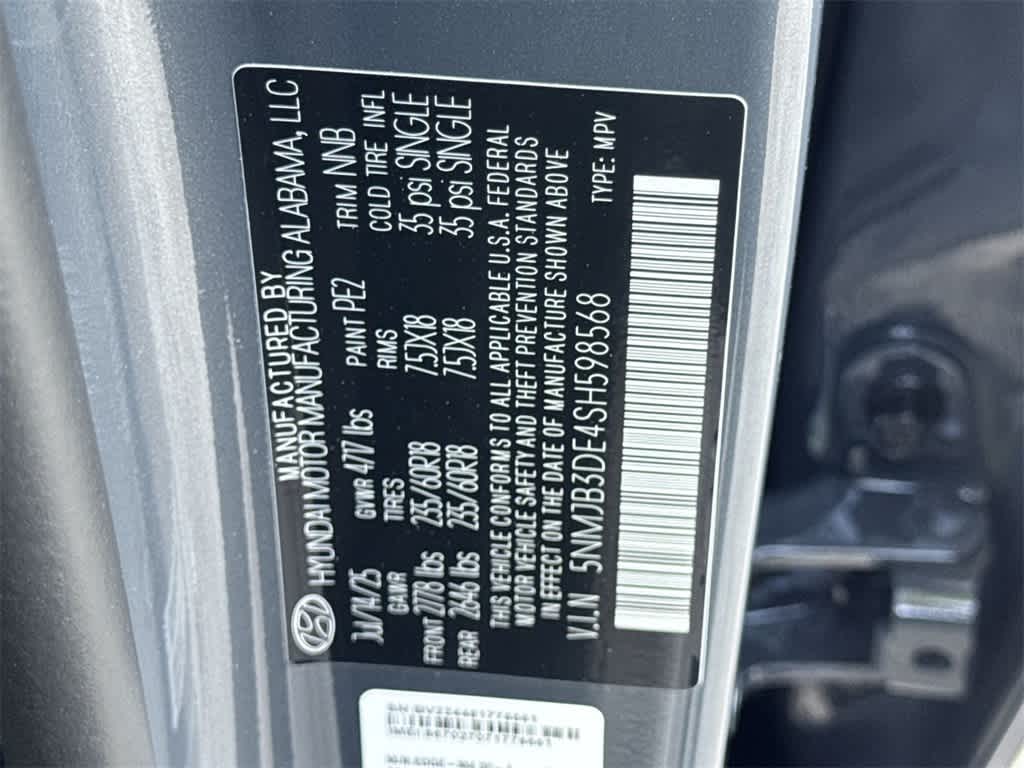 MANUFACTURED BY
HYUNDAI MOTOR MANUFACTURING ALABAMA, LLC
JUL/14/25 GVWR 4717 lbs PAINT PE2 TRIM NNB
GAWR TIRES RIMS COLD TIRE INFL
FRONT 2778 lbs 235/60R18 7.5JX18 35 psi SINGLE
REAR 2646 lbs 235/60R18 7.5JX18 35 psi SINGLE
THIS VEHICLE CONFORMS TO ALL APPLICABLE U.S.A. FEDERAL
MOTOR VEHICLE SAFETY AND THEFT PREVENTION STANDARDS
IN EFFECT ON THE DATE OF MANUFACTURE SHOWN ABOVE
V.I.N 5NMJB3DE4SH598568 TYPE: MPV